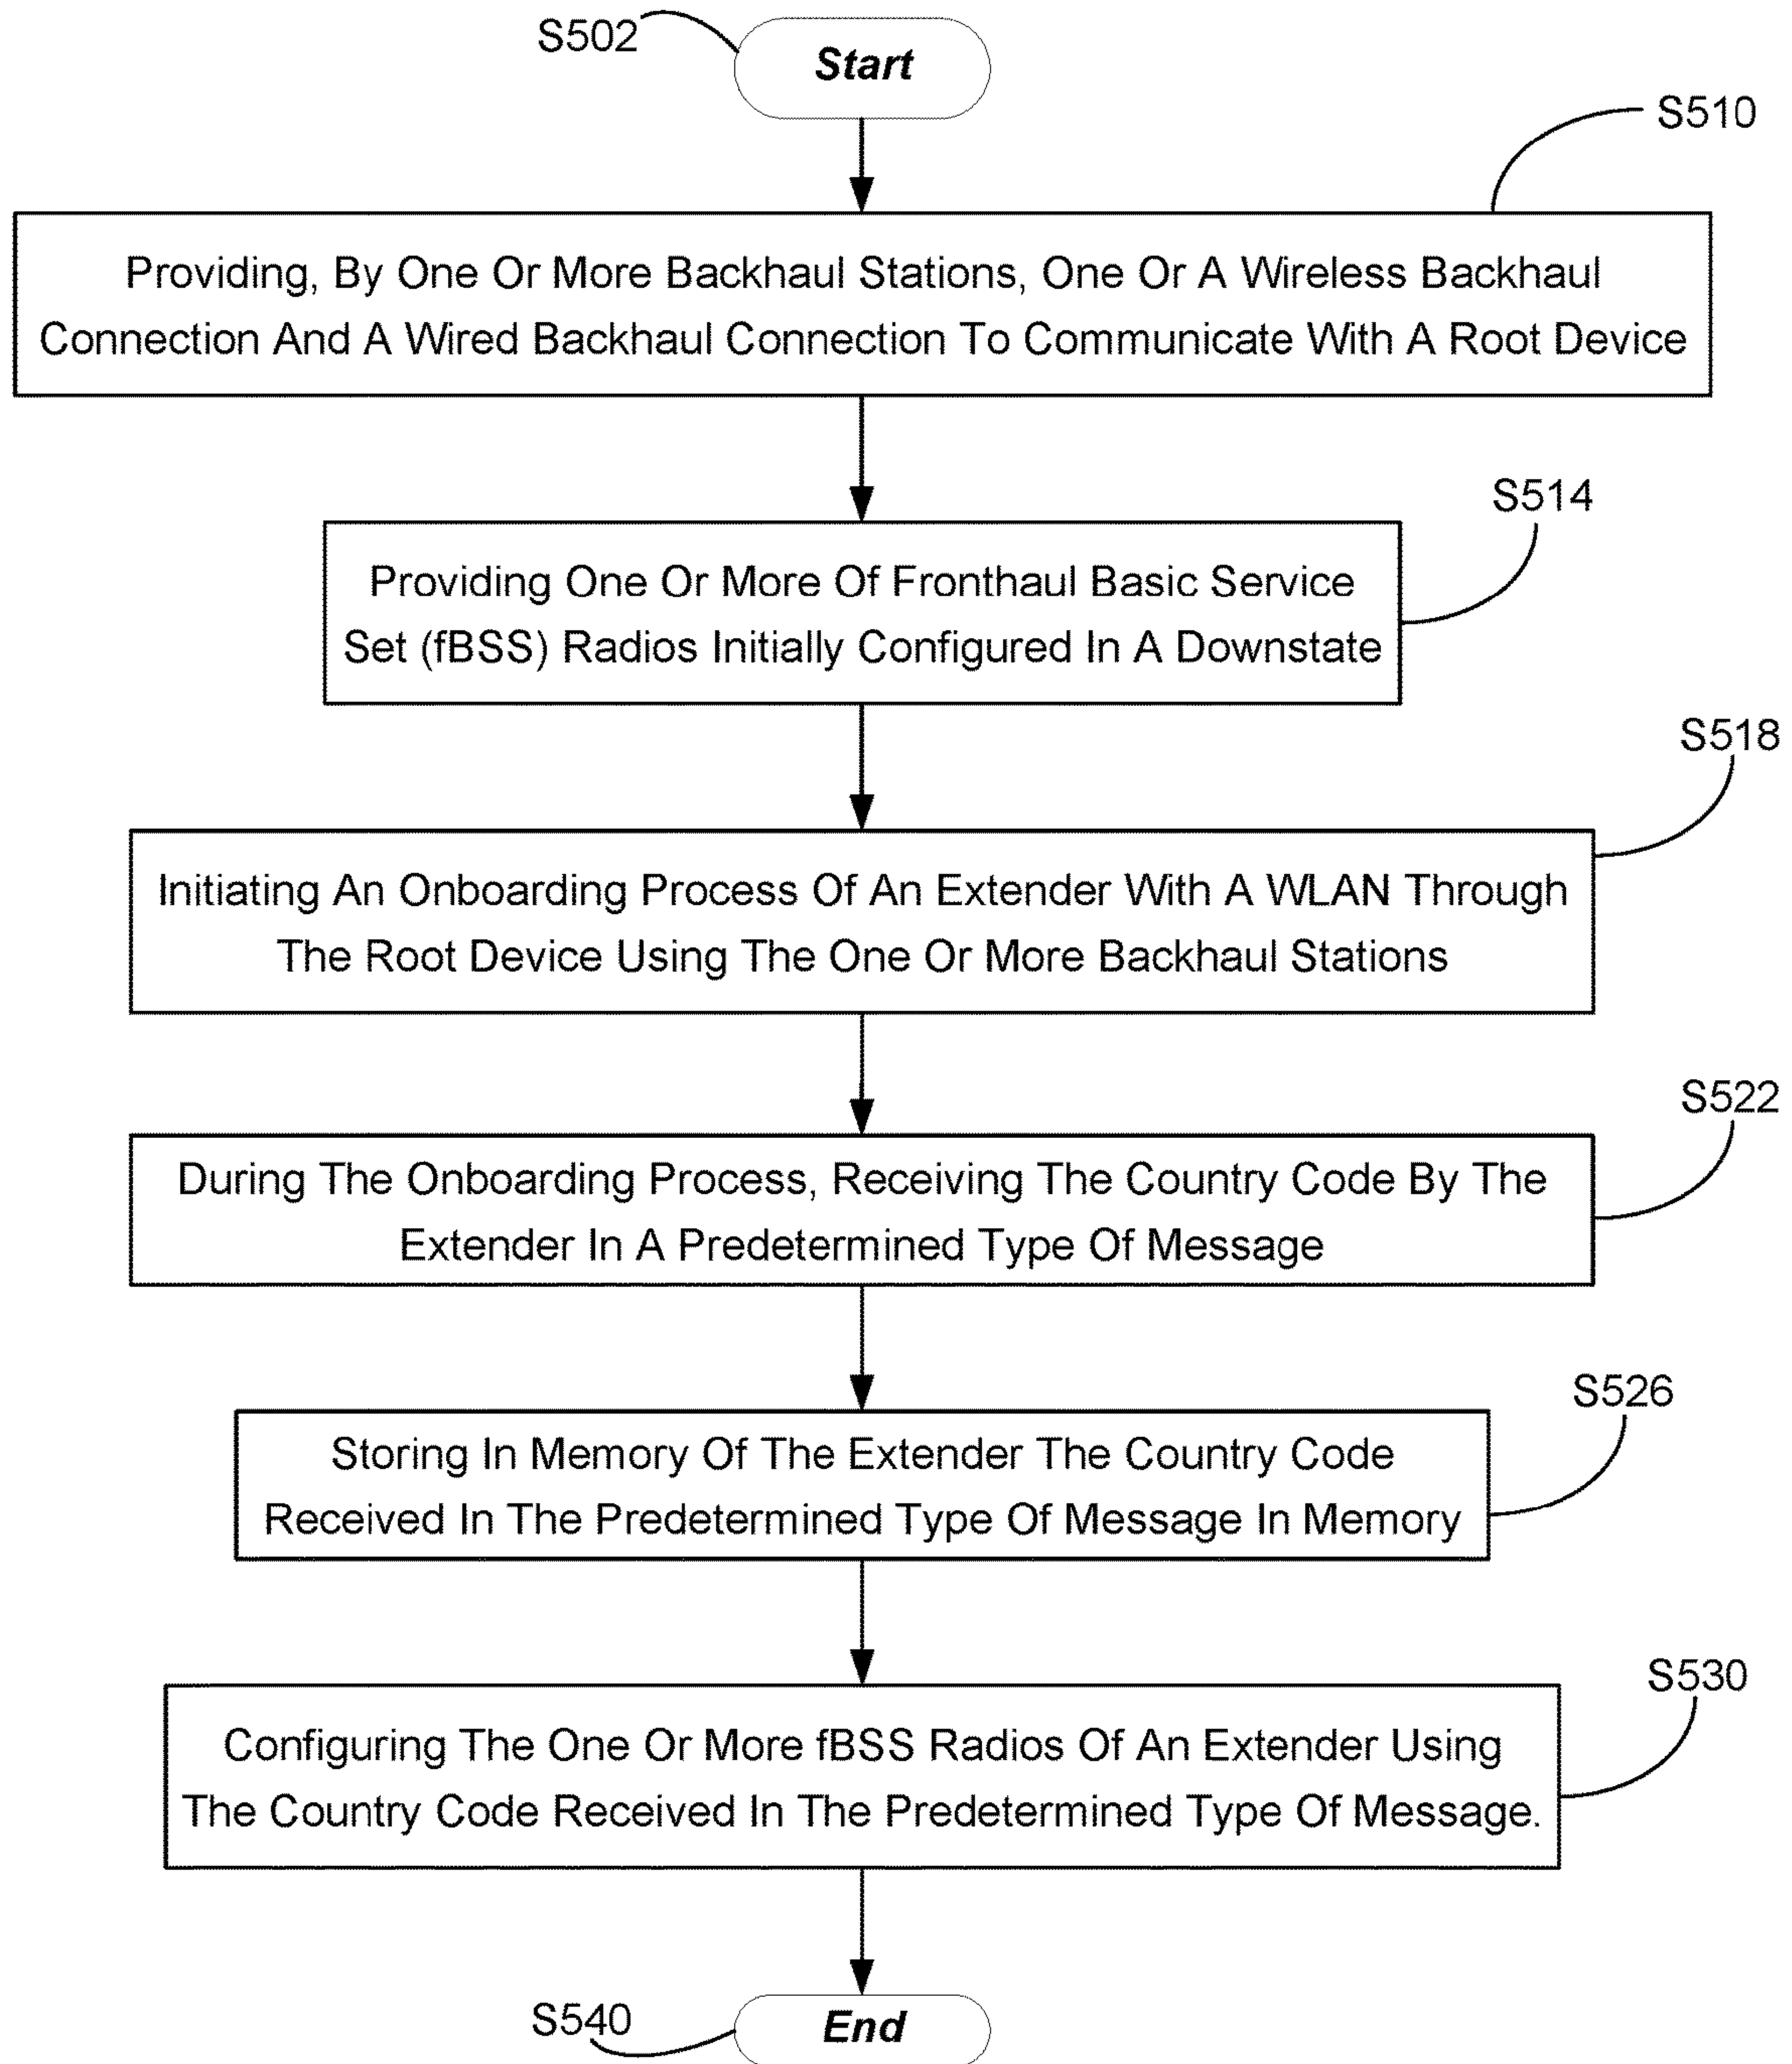 S502
Start
S510
Providing, By One Or More Backhaul Stations, One Or A Wireless Backhaul
Connection And A Wired Backhaul Connection To Communicate With A Root Device
S514
Providing One Or More Of Fronthaul Basic Service
Set (fBSS) Radios Initially Configured In A Downstate
S518
Initiating An Onboarding Process Of An Extender With A WLAN Through
The Root Device Using The One Or More Backhaul Stations
S522
During The Onboarding Process, Receiving The Country Code By The
Extender In A Predetermined Type Of Message
S526
Storing In Memory Of The Extender The Country Code
Received In The Predetermined Type Of Message In Memory
S530
Configuring The One Or More fBSS Radios Of An Extender Using
The Country Code Received In The Predetermined Type Of Message.
S540
End